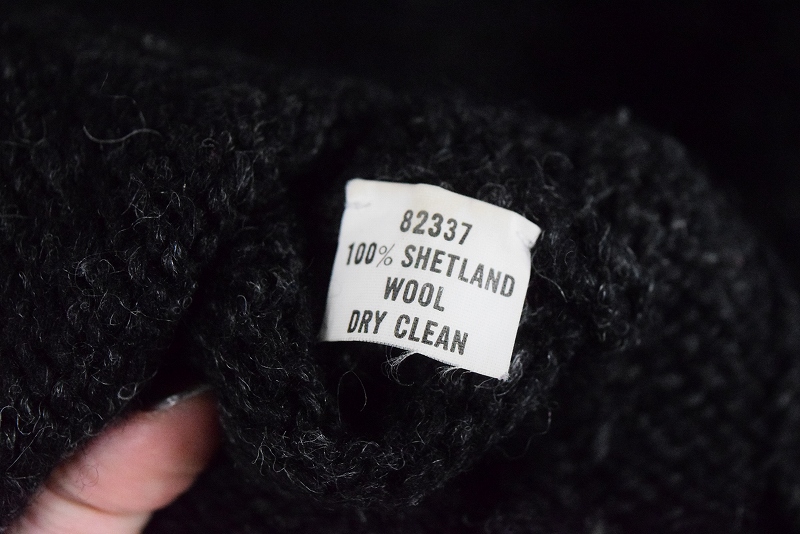 82337
100% SHETLAND
WOOL
DRY CLEAN